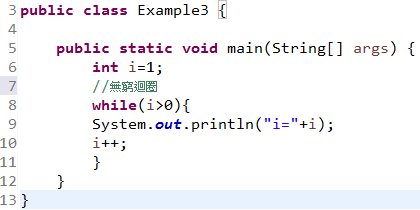 3 public class Example3 {
4
5 public static void main(String[] args) {
6 int i=1;
7 //無窮迴圈
8 while(i>0){
9 System.out.println("i="+i);
10 i++;
11 }
12 }
13 }